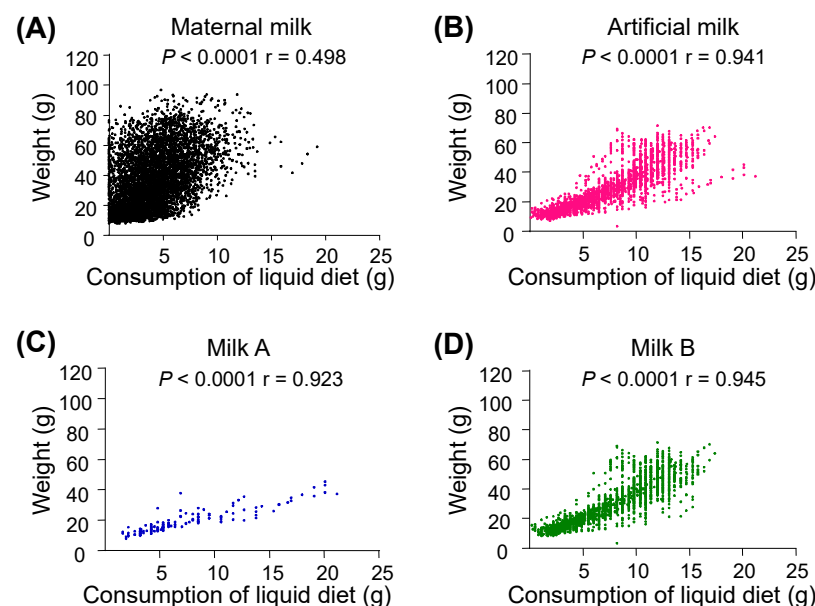 (A)
Maternal milk
P < 0.0001 r = 0.498
120
100
80
60
40
20
0
Weight (g)
5 10 15 20 25
Consumption of liquid diet (g)
(B)
Artificial milk
P < 0.0001 r = 0.941
120
100
80
60
40
20
0
Weight (g)
5 10 15 20 25
Consumption of liquid diet (g)
(C)
Milk A
P < 0.0001 r = 0.923
120
100
80
60
40
20
0
Weight (g)
5 10 15 20 25
Consumption of liquid diet (g)
(D)
Milk B
P < 0.0001 r = 0.945
120
100
80
60
40
20
0
Weight (g)
5 10 15 20 25
Consumption of liquid diet (g)